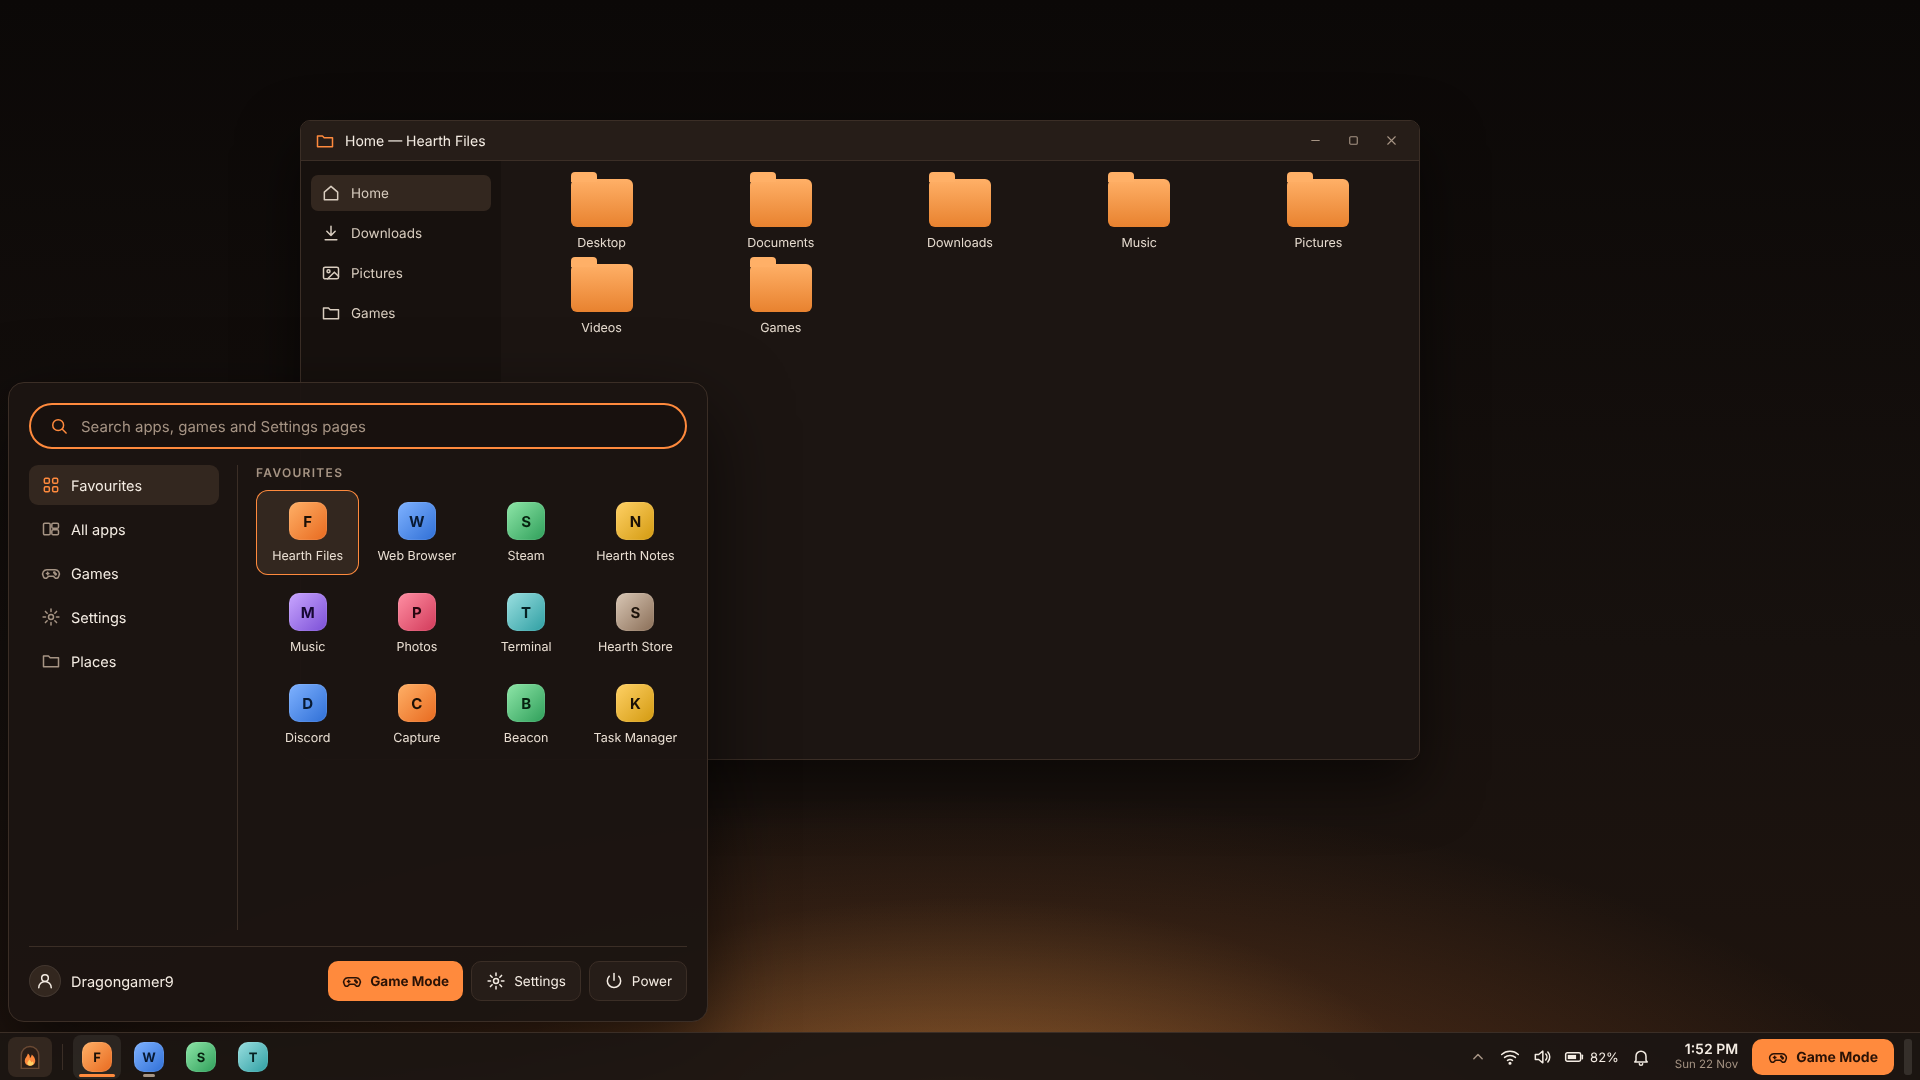 Home — Hearth Files
Home
Downloads
Pictures
Games
Desktop
Documents
Downloads
Music
Pictures
Videos
Games
Search apps, games and Settings pages
Favourites
All apps
Games
Settings
Places
FAVOURITES
F
W
S
N
Hearth Files
Web Browser
Steam
Hearth Notes
M
P
T
S
Music
Photos
Terminal
Hearth Store
D
C
B
K
Discord
Capture
Beacon
Task Manager
Dragongamer9
Game Mode
Settings
Power
F
W
S
T
82%
1:52 PM
Sun 22 Nov
Game Mode